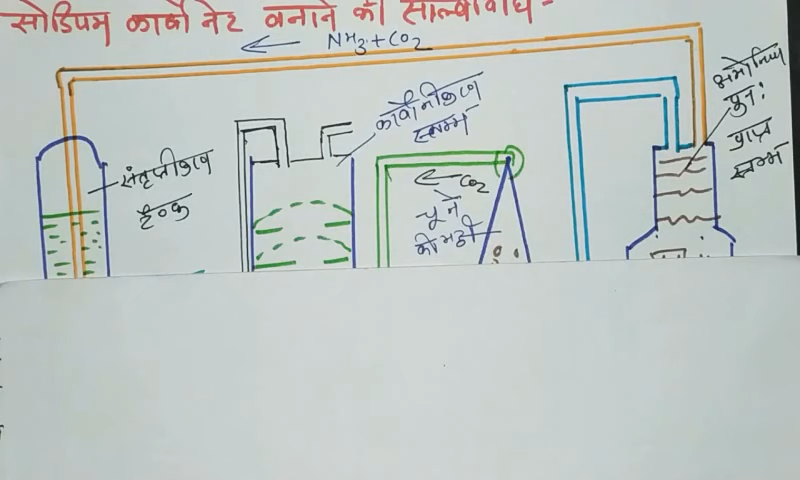 सोडियम कार्बोनेट बनाने की साल्वे विधि -
NH₃ + CO₂
संतृप्तीकरण
टैंक
कार्बोनीकरण
स्तम्भ
CO₂
चूने
की भट्ठी
अमोनिया
पुनः
प्राप्ति
स्तम्भ